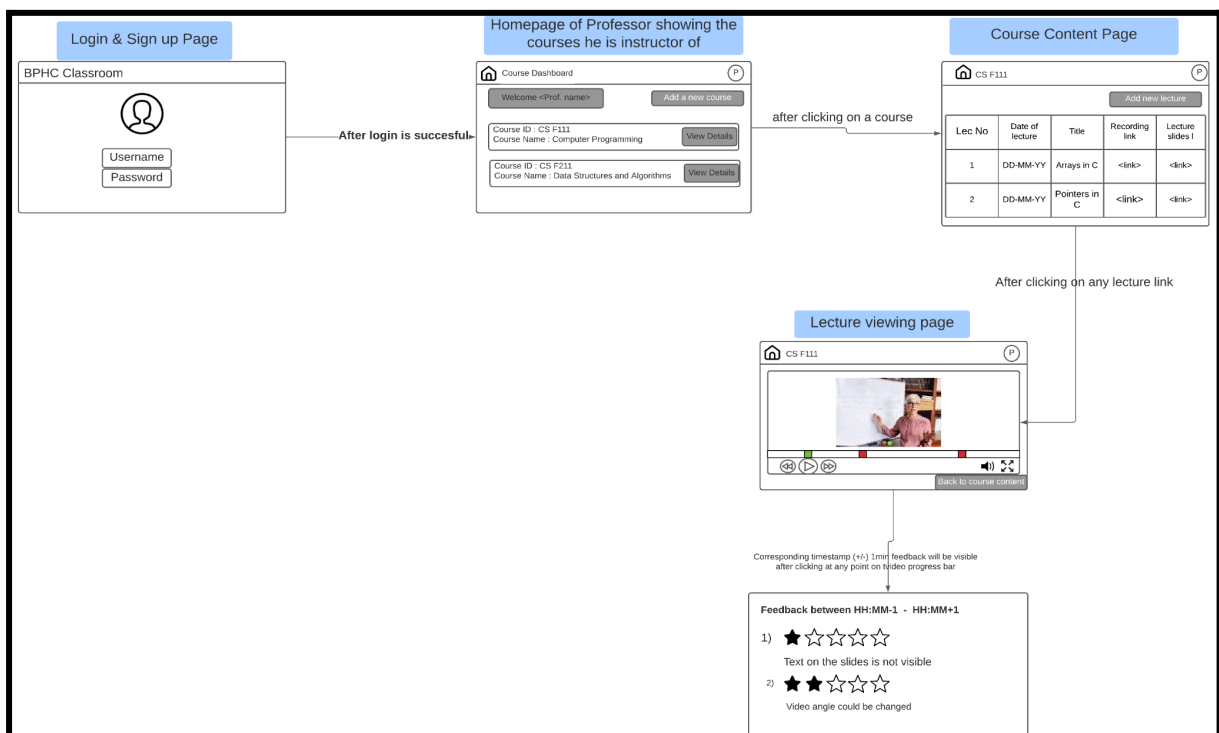 Login & Sign up Page
BPHC Classroom
Username
Password
After login is succesful
Homepage of Professor showing the
courses he is instructor of
Course Dashboard
P
Welcome <Prof. name>
Add a new course
Course ID : CS F111
Course Name : Computer Programming
View Details
Course ID : CS F211
Course Name : Data Structures and Algorithms
View Details
after clicking on a course
Course Content Page
CS F111
P
Add new lecture
Lec No
Date of
lecture
Title
Recording
link
Lecture
slides l
1
DD-MM-YY
Arrays in C
<link>
<link>
2
DD-MM-YY
Pointers in
C
<link>
<link>
After clicking on any lecture link
Lecture viewing page
CS F111
P
Back to course content
Corresponding timestamp (+/-) 1min feedback will be visible
after clicking at any point on tvideo progress bar
Feedback between HH:MM-1 - HH:MM+1
1)
Text on the slides is not visible
2)
Video angle could be changed